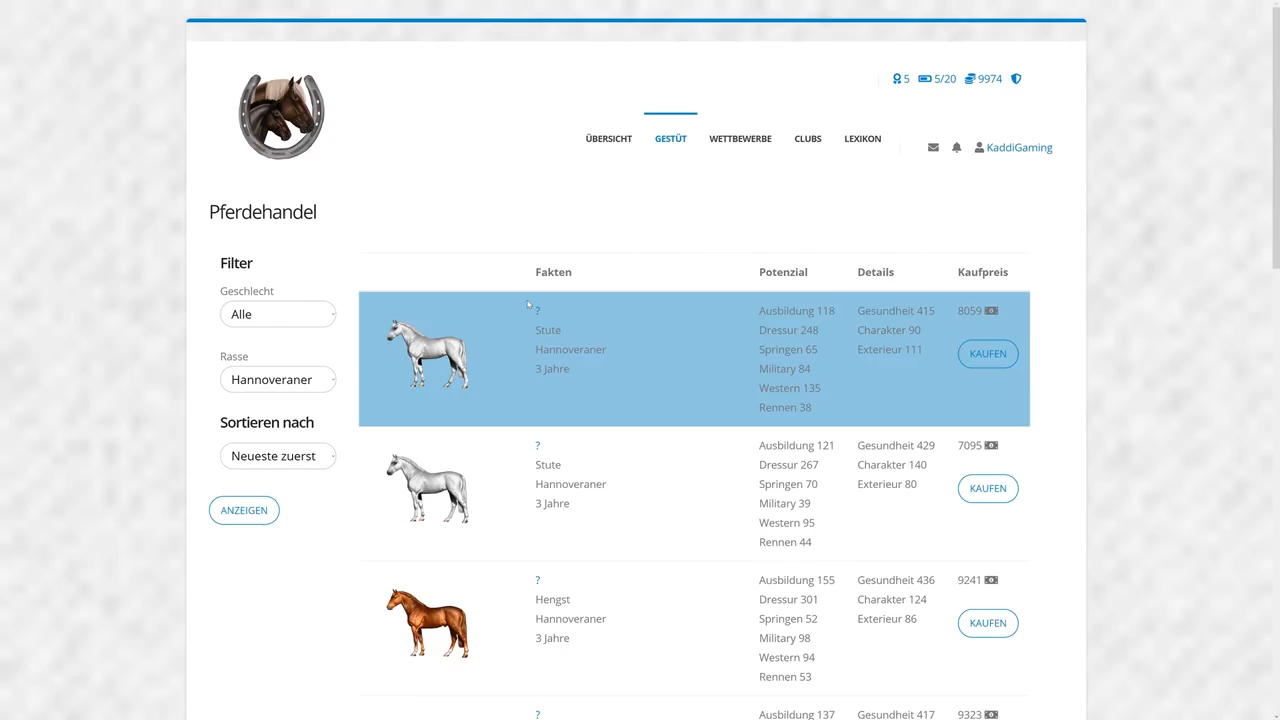 5 5/20 9974
ÜBERSICHT GESTÜT WETTBEWERBE CLUBS LEXIKON KaddiGaming
Pferdehandel
Filter
Geschlecht
Alle
Rasse
Hannoveraner
Sortieren nach
Neueste zuerst
ANZEIGEN
Fakten Potenzial Details Kaufpreis
? Ausbildung 118 Gesundheit 415 8059
Stute Dressur 248 Charakter 90
Hannoveraner Springen 65 Exterieur 111 KAUFEN
3 Jahre Military 84
Western 135
Rennen 38
? Ausbildung 121 Gesundheit 429 7095
Stute Dressur 267 Charakter 140
Hannoveraner Springen 70 Exterieur 80 KAUFEN
3 Jahre Military 39
Western 95
Rennen 44
? Ausbildung 155 Gesundheit 436 9241
Hengst Dressur 301 Charakter 124
Hannoveraner Springen 52 Exterieur 86 KAUFEN
3 Jahre Military 98
Western 94
Rennen 53
? Ausbildung 137 Gesundheit 417 9323